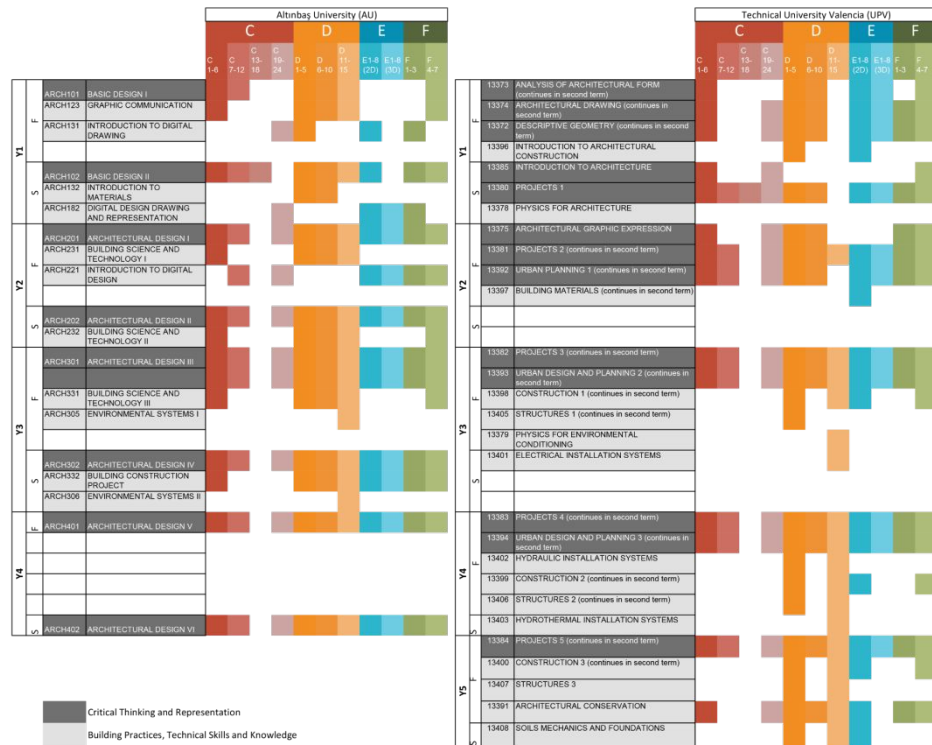 Altınbaş University (AU)
C D E F
C 1-6 C 7-12 C 13-18 C 19-24 D 1-5 D 6-10 D 11-15 E1-8 (2D) E1-8 (3D) F 1-3 F 4-7
Y1
F
ARCH101 BASIC DESIGN I
ARCH123 GRAPHIC COMMUNICATION
ARCH131 INTRODUCTION TO DIGITAL
DRAWING
S
ARCH102 BASIC DESIGN II
ARCH132 INTRODUCTION TO
MATERIALS
ARCH182 DIGITAL DESIGN DRAWING
AND REPRESENTATION
Y2
F
ARCH201 ARCHITECTURAL DESIGN I
ARCH231 BUILDING SCIENCE AND
TECHNOLOGY I
ARCH221 INTRODUCTION TO DIGITAL
DESIGN
S
ARCH202 ARCHITECTURAL DESIGN II
ARCH232 BUILDING SCIENCE AND
TECHNOLOGY II
Y3
F
ARCH301 ARCHITECTURAL DESIGN III
ARCH331 BUILDING SCIENCE AND
TECHNOLOGY III
ARCH305 ENVIRONMENTAL SYSTEMS I
S
ARCH302 ARCHITECTURAL DESIGN IV
ARCH332 BUILDING CONSTRUCTION
PROJECT
ARCH306 ENVIRONMENTAL SYSTEMS II
Y4
F
ARCH401 ARCHITECTURAL DESIGN V
S
ARCH402 ARCHITECTURAL DESIGN VI
Critical Thinking and Representation
Building Practices, Technical Skills and Knowledge
Technical University Valencia (UPV)
C D E F
C 1-6 C 7-12 C 13-18 C 19-24 D 1-5 D 6-10 D 11-15 E1-8 (2D) E1-8 (3D) F 1-3 F 4-7
Y1
F
13373 ANALYSIS OF ARCHITECTURAL FORM
(continues in second term)
13374 ARCHITECTURAL DRAWING (continues in
second term)
13372 DESCRIPTIVE GEOMETRY (continues in second
term)
13396 INTRODUCTION TO ARCHITECTURAL
CONSTRUCTION
S
13385 INTRODUCTION TO ARCHITECTURE
13380 PROJECTS 1
13378 PHYSICS FOR ARCHITECTURE
Y2
F
13375 ARCHITECTURAL GRAPHIC EXPRESSION
13381 PROJECTS 2 (continues in second term)
13392 URBAN PLANNING 1 (continues in second term)
13397 BUILDING MATERIALS (continues in second term)
S
Y3
F
13382 PROJECTS 3 (continues in second term)
13393 URBAN DESIGN AND PLANNING 2 (continues in
second term)
13398 CONSTRUCTION 1 (continues in second term)
13405 STRUCTURES 1 (continues in second term)
13379 PHYSICS FOR ENVIRONMENTAL
CONDITIONING
S
13401 ELECTRICAL INSTALLATION SYSTEMS
Y4
F
13383 PROJECTS 4 (continues in second term)
13394 URBAN DESIGN AND PLANNING 3 (continues in
second term)
13402 HYDRAULIC INSTALLATION SYSTEMS
13399 CONSTRUCTION 2 (continues in second term)
13406 STRUCTURES 2 (continues in second term)
S
13403 HYDROTHERMAL INSTALLATION SYSTEMS
Y5
F
13384 PROJECTS 5 (continues in second term)
13400 CONSTRUCTION 3 (continues in second term)
13407 STRUCTURES 3
13391 ARCHITECTURAL CONSERVATION
S
13408 SOILS MECHANICS AND FOUNDATIONS